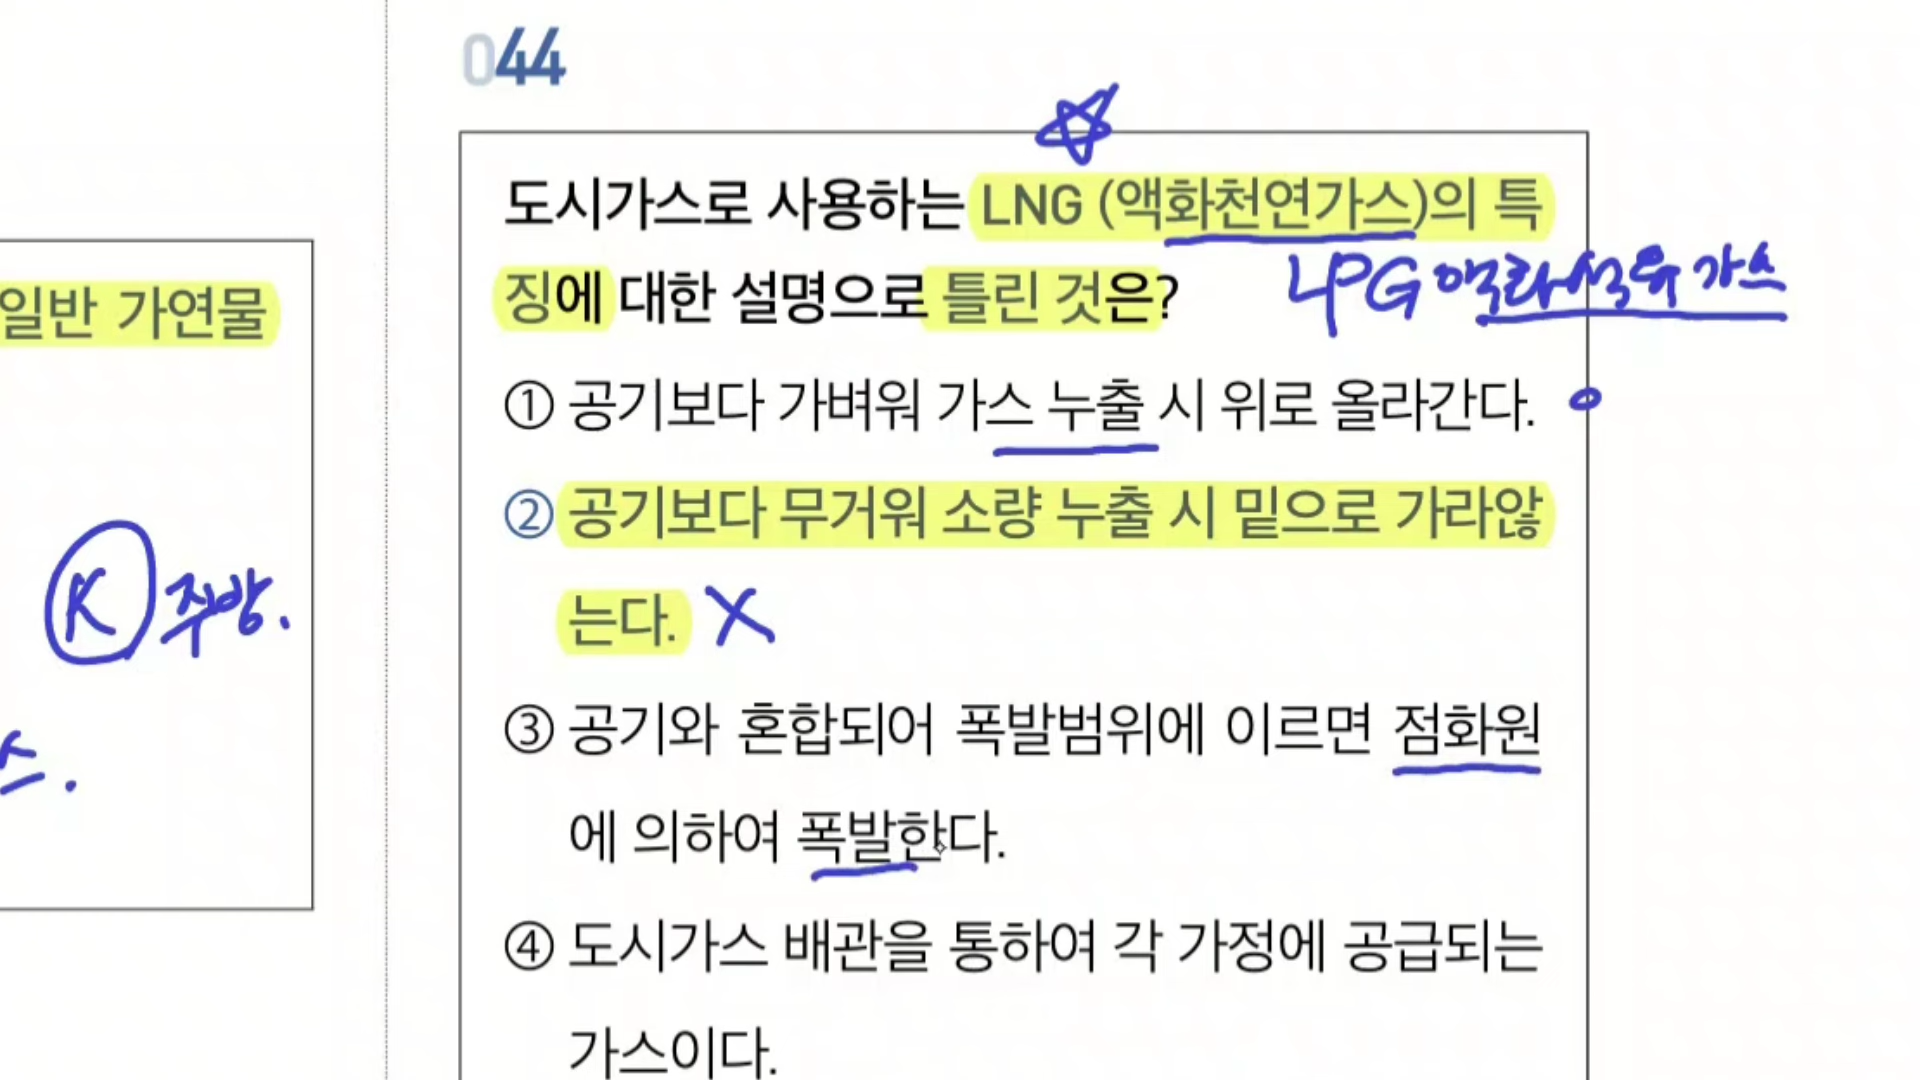 일반 가연물
K 주방.
스.
044
도시가스로 사용하는 LNG (액화천연가스)의 특
징에 대한 설명으로 틀린 것은?
LPG 액화석유가스
① 공기보다 가벼워 가스 누출 시 위로 올라간다.
② 공기보다 무거워 소량 누출 시 밑으로 가라앉
는다. X
③ 공기와 혼합되어 폭발범위에 이르면 점화원
에 의하여 폭발한다.
④ 도시가스 배관을 통하여 각 가정에 공급되는
가스이다.